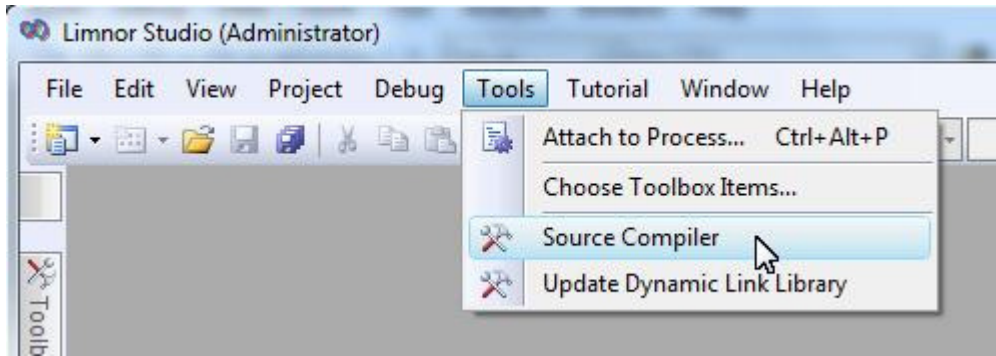 Limnor Studio (Administrator)
File Edit View Project Debug Tools Tutorial Window Help
Attach to Process... Ctrl+Alt+P
Choose Toolbox Items...
Source Compiler
Update Dynamic Link Library